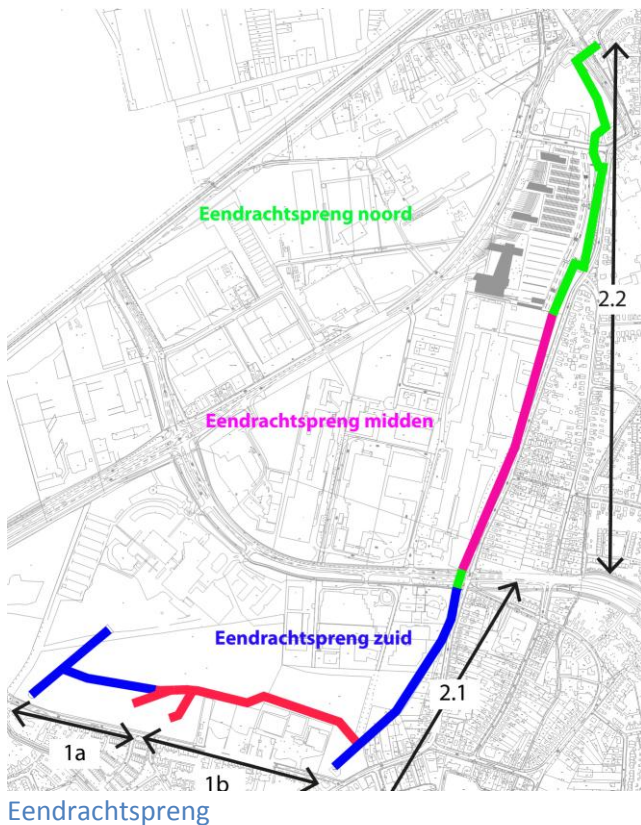 Eendrachtspreng noord
2.2
Eendrachtspreng midden
Eendrachtspreng zuid
2.1
1a
1b
Eendrachtspreng